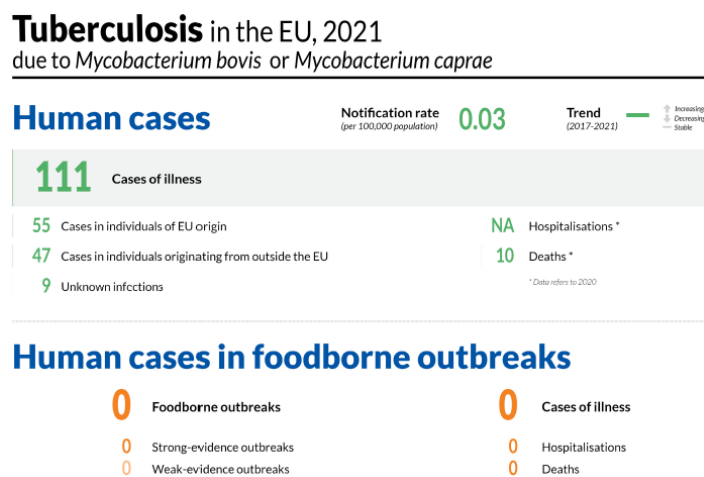 Tuberculosis in the EU, 2021
due to Mycobacterium bovis or Mycobacterium caprae
Human cases
Notification rate
(per 100,000 population)
0.03
Trend
(2017-2021)
Increasing
Decreasing
Stable
111 Cases of illness
55 Cases in individuals of EU origin
47 Cases in individuals originating from outside the EU
9 Unknown infections
NA Hospitalisations *
10 Deaths *
* Data refers to 2020
Human cases in foodborne outbreaks
0 Foodborne outbreaks
0 Strong-evidence outbreaks
0 Weak-evidence outbreaks
0 Cases of illness
0 Hospitalisations
0 Deaths